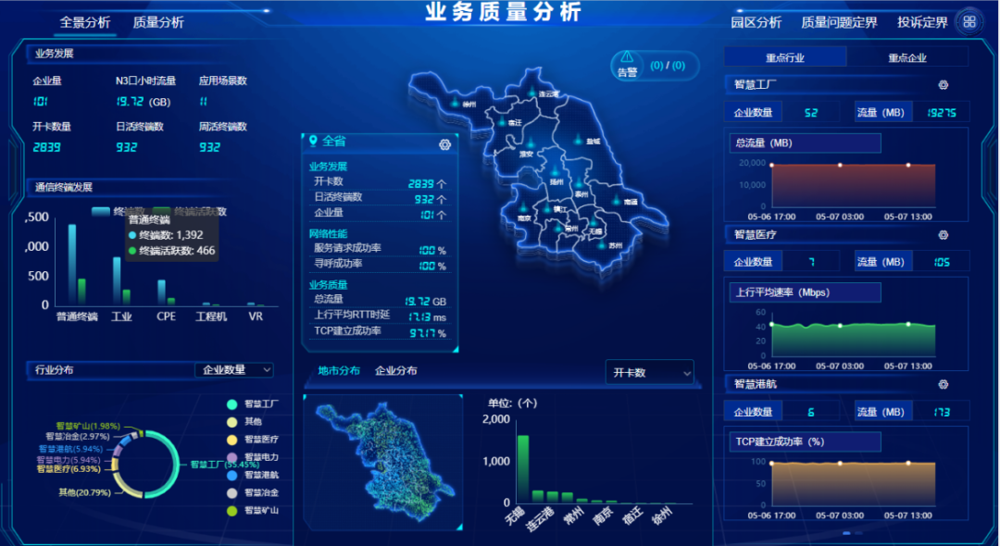 业务质量分析
全景分析 质量分析
园区分析 质量问题定界 投诉定界
业务发展
企业量 N3口小时流量 应用场景数
101 19.72 (GB) 11
开卡数量 日活终端数 周活终端数
2839 932 932
通信终端发展
终端数 终端活跃数
普通终端
终端数: 1,392
终端活跃数: 466
,500
,000
500
0
普通终端 工业 CPE 工程机 VR
行业分布 企业数量
智慧矿山(1.98%)
智慧冶金(2.97%)
智慧港航(5.94%)
智慧电力(5.94%)
智慧医疗(6.93%)
其他(20.79%)
智慧工厂(55.45%)
智慧工厂
其他
智慧医疗
智慧电力
智慧港航
智慧冶金
智慧矿山
告警 (0) / (0)
连云港
徐州
宿迁
盐城
淮安
扬州
泰州
南通
南京
镇江
常州
无锡
苏州
全省
业务发展
开卡数 2839 个
日活终端数 932 个
企业量 101 个
网络性能
服务请求成功率 100 %
寻呼成功率 100 %
业务质量
总流量 19.72 GB
上行平均RTT时延 17.13 ms
TCP建立成功率 97.17 %
地市分布 企业分布 开卡数
单位:(个)
2,000
1,000
0
无锡 连云港 常州 南京 宿迁 徐州
重点行业 重点企业
智慧工厂
企业数量 52 流量(MB) 19275
总流量(MB)
20,000
10,000
0
05-06 17:00 05-07 03:00 05-07 13:00
智慧医疗
企业数量 7 流量(MB) 105
上行平均速率(Mbps)
60
40
20
0
05-06 17:00 05-07 03:00 05-07 13:00
智慧港航
企业数量 6 流量(MB) 173
TCP建立成功率(%)
100
50
0
05-06 17:00 05-07 03:00 05-07 13:00